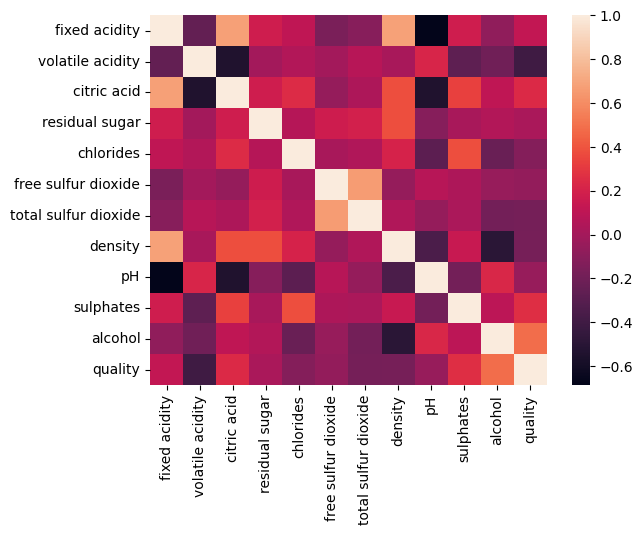 fixed acidity
volatile acidity
citric acid
residual sugar
chlorides
free sulfur dioxide
total sulfur dioxide
density
pH
sulphates
alcohol
quality
fixed acidity
volatile acidity
citric acid
residual sugar
chlorides
free sulfur dioxide
total sulfur dioxide
density
pH
sulphates
alcohol
quality
1.0
0.8
0.6
0.4
0.2
0.0
−0.2
−0.4
−0.6